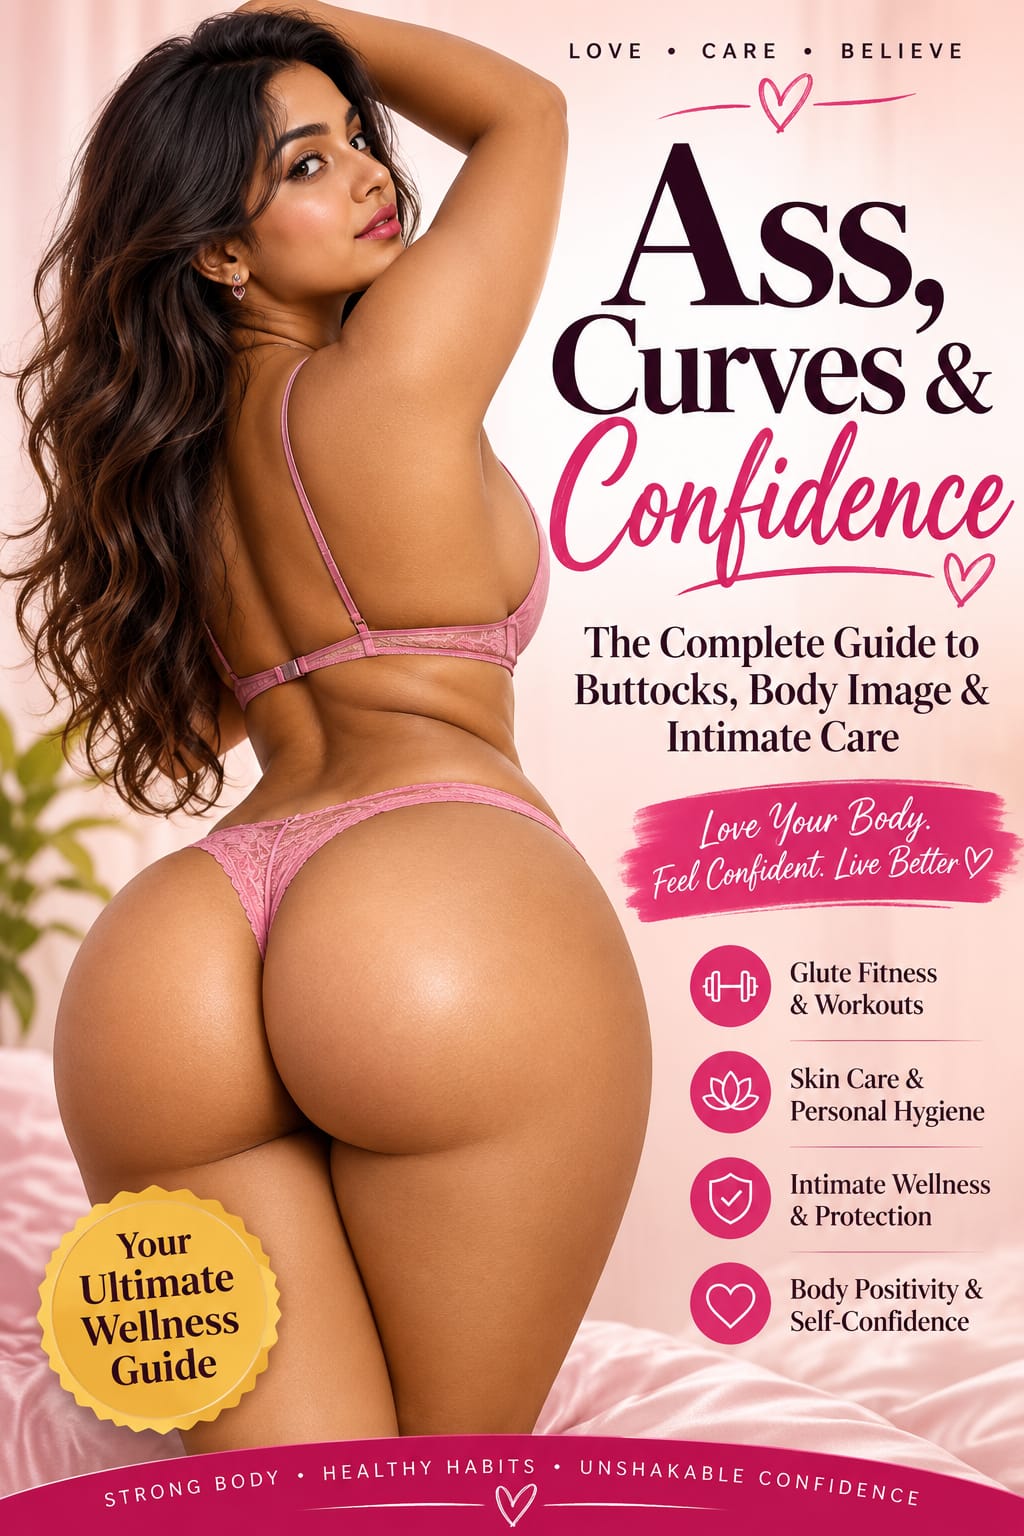 LOVE • CARE • BELIEVE
Ass,
Curves &
Confidence
The Complete Guide to
Buttocks, Body Image &
Intimate Care
Love Your Body.
Feel Confident. Live Better
Glute Fitness
& Workouts
Skin Care &
Personal Hygiene
Intimate Wellness
& Protection
Body Positivity &
Self-Confidence
Your
Ultimate
Wellness
Guide
STRONG BODY • HEALTHY HABITS • UNSHAKABLE CONFIDENCE